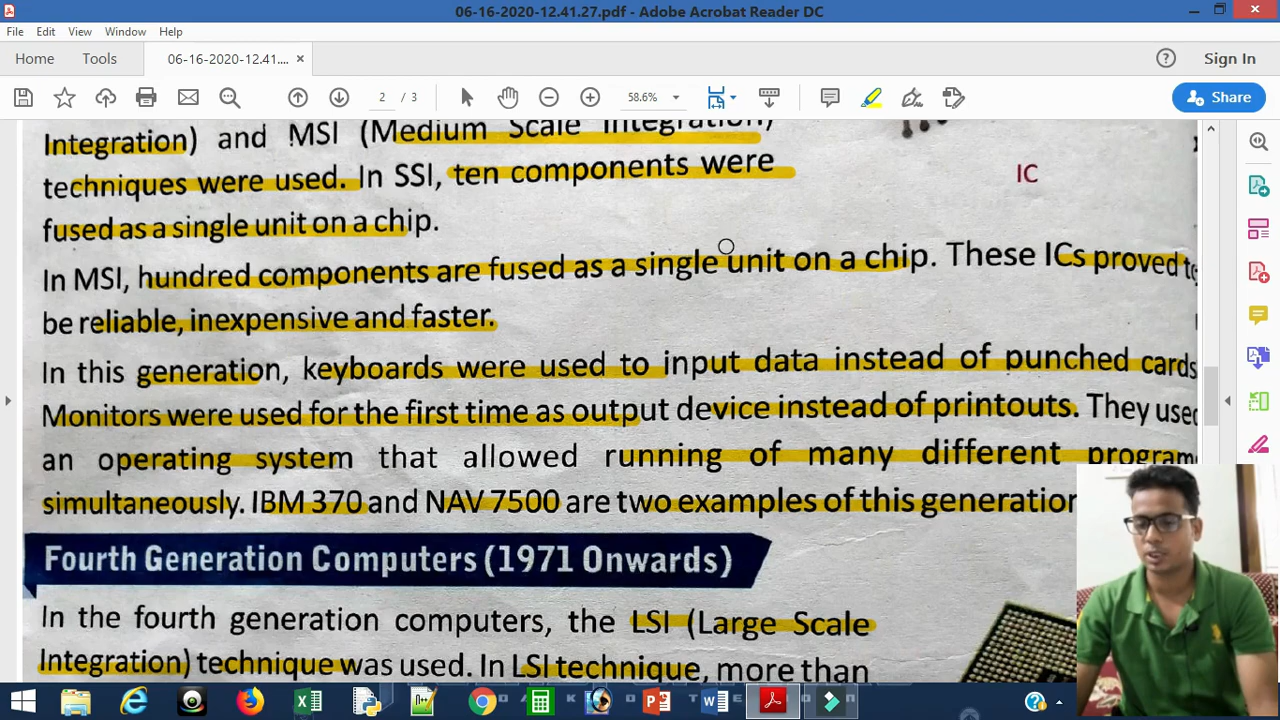 06-16-2020-12.41.27.pdf - Adobe Acrobat Reader DC
File Edit View Window Help
Home Tools 06-16-2020-12.41.... × Sign In
2 / 3 58.6% Share
Integration) and MSI (Medium Scale Integration)
techniques were used. In SSI, ten components were
fused as a single unit on a chip.
IC
In MSI, hundred components are fused as a single unit on a chip. These ICs proved
be reliable, inexpensive and faster.
In this generation, keyboards were used to input data instead of punched cards
Monitors were used for the first time as output device instead of printouts. They used
an operating system that allowed running of many different program
simultaneously. IBM 370 and NAV 7500 are two examples of this generation
Fourth Generation Computers (1971 Onwards)
In the fourth generation computers, the LSI (Large Scale
Integration) technique was used. In LSI technique, more than